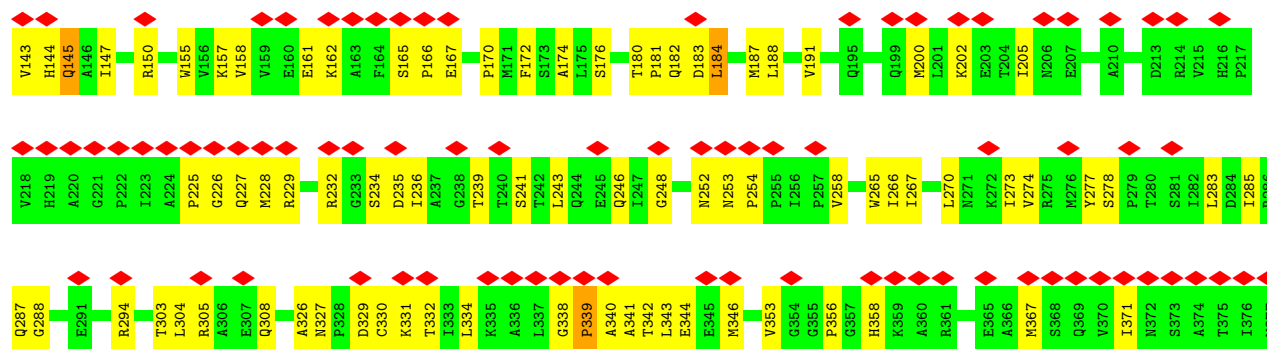 V143 H144 Q145 A146 I147 R150 W155 V156 K157 V158 V159 E160 E161 K162 A163 F164 S165 P166 E167 P170 M171 F172 S173 A174 L175 S176 T180 P181 Q182 D183 L184 M187 L188 V191 Q195 Q199 M200 L201 K202 E203 T204 I205 N206 E207 A210 D213 R214 V215 H216 P217
V218 H219 A220 G221 P222 I223 A224 P225 G226 Q227 M228 R229 R232 G233 S234 D235 I236 A237 G238 T239 T240 S241 T242 L243 Q244 E245 Q246 I247 G248 N252 N253 P254 P255 I256 P257 V258 W265 I266 I267 L270 N271 K272 I273 V274 R275 M276 Y277 S278 P279 T280 S281 I282 L283 D284 I285
Q287 G288 E291 R294 T303 L304 R305 A306 E307 Q308 A326 N327 P328 D329 C330 K331 T332 I333 L334 K335 A336 L337 G338 P339 A340 A341 T342 L343 E344 E345 M346 V353 G354 G355 P356 G357 H358 K359 A360 R361 E365 A366 M367 S368 Q369 V370 I371 N372 S373 A374 T375 I376